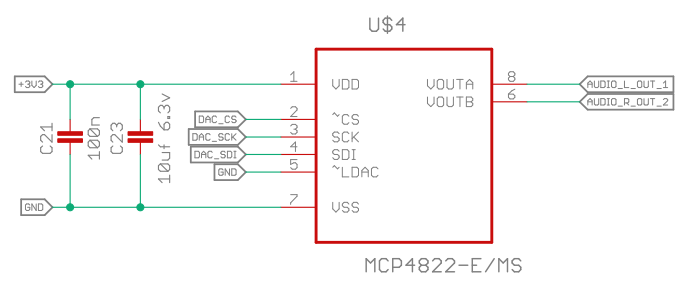 U$4
+3V3
1
VDD
VOUTA
8
AUDIO_L_OUT_1
VOUTB
6
AUDIO_R_OUT_2
C21
100n
C23
10uf 6.3v
DAC_CS
2
~CS
DAC_SCK
3
SCK
DAC_SDI
4
SDI
GND
5
~LDAC
GND
7
VSS
MCP4822-E/MS